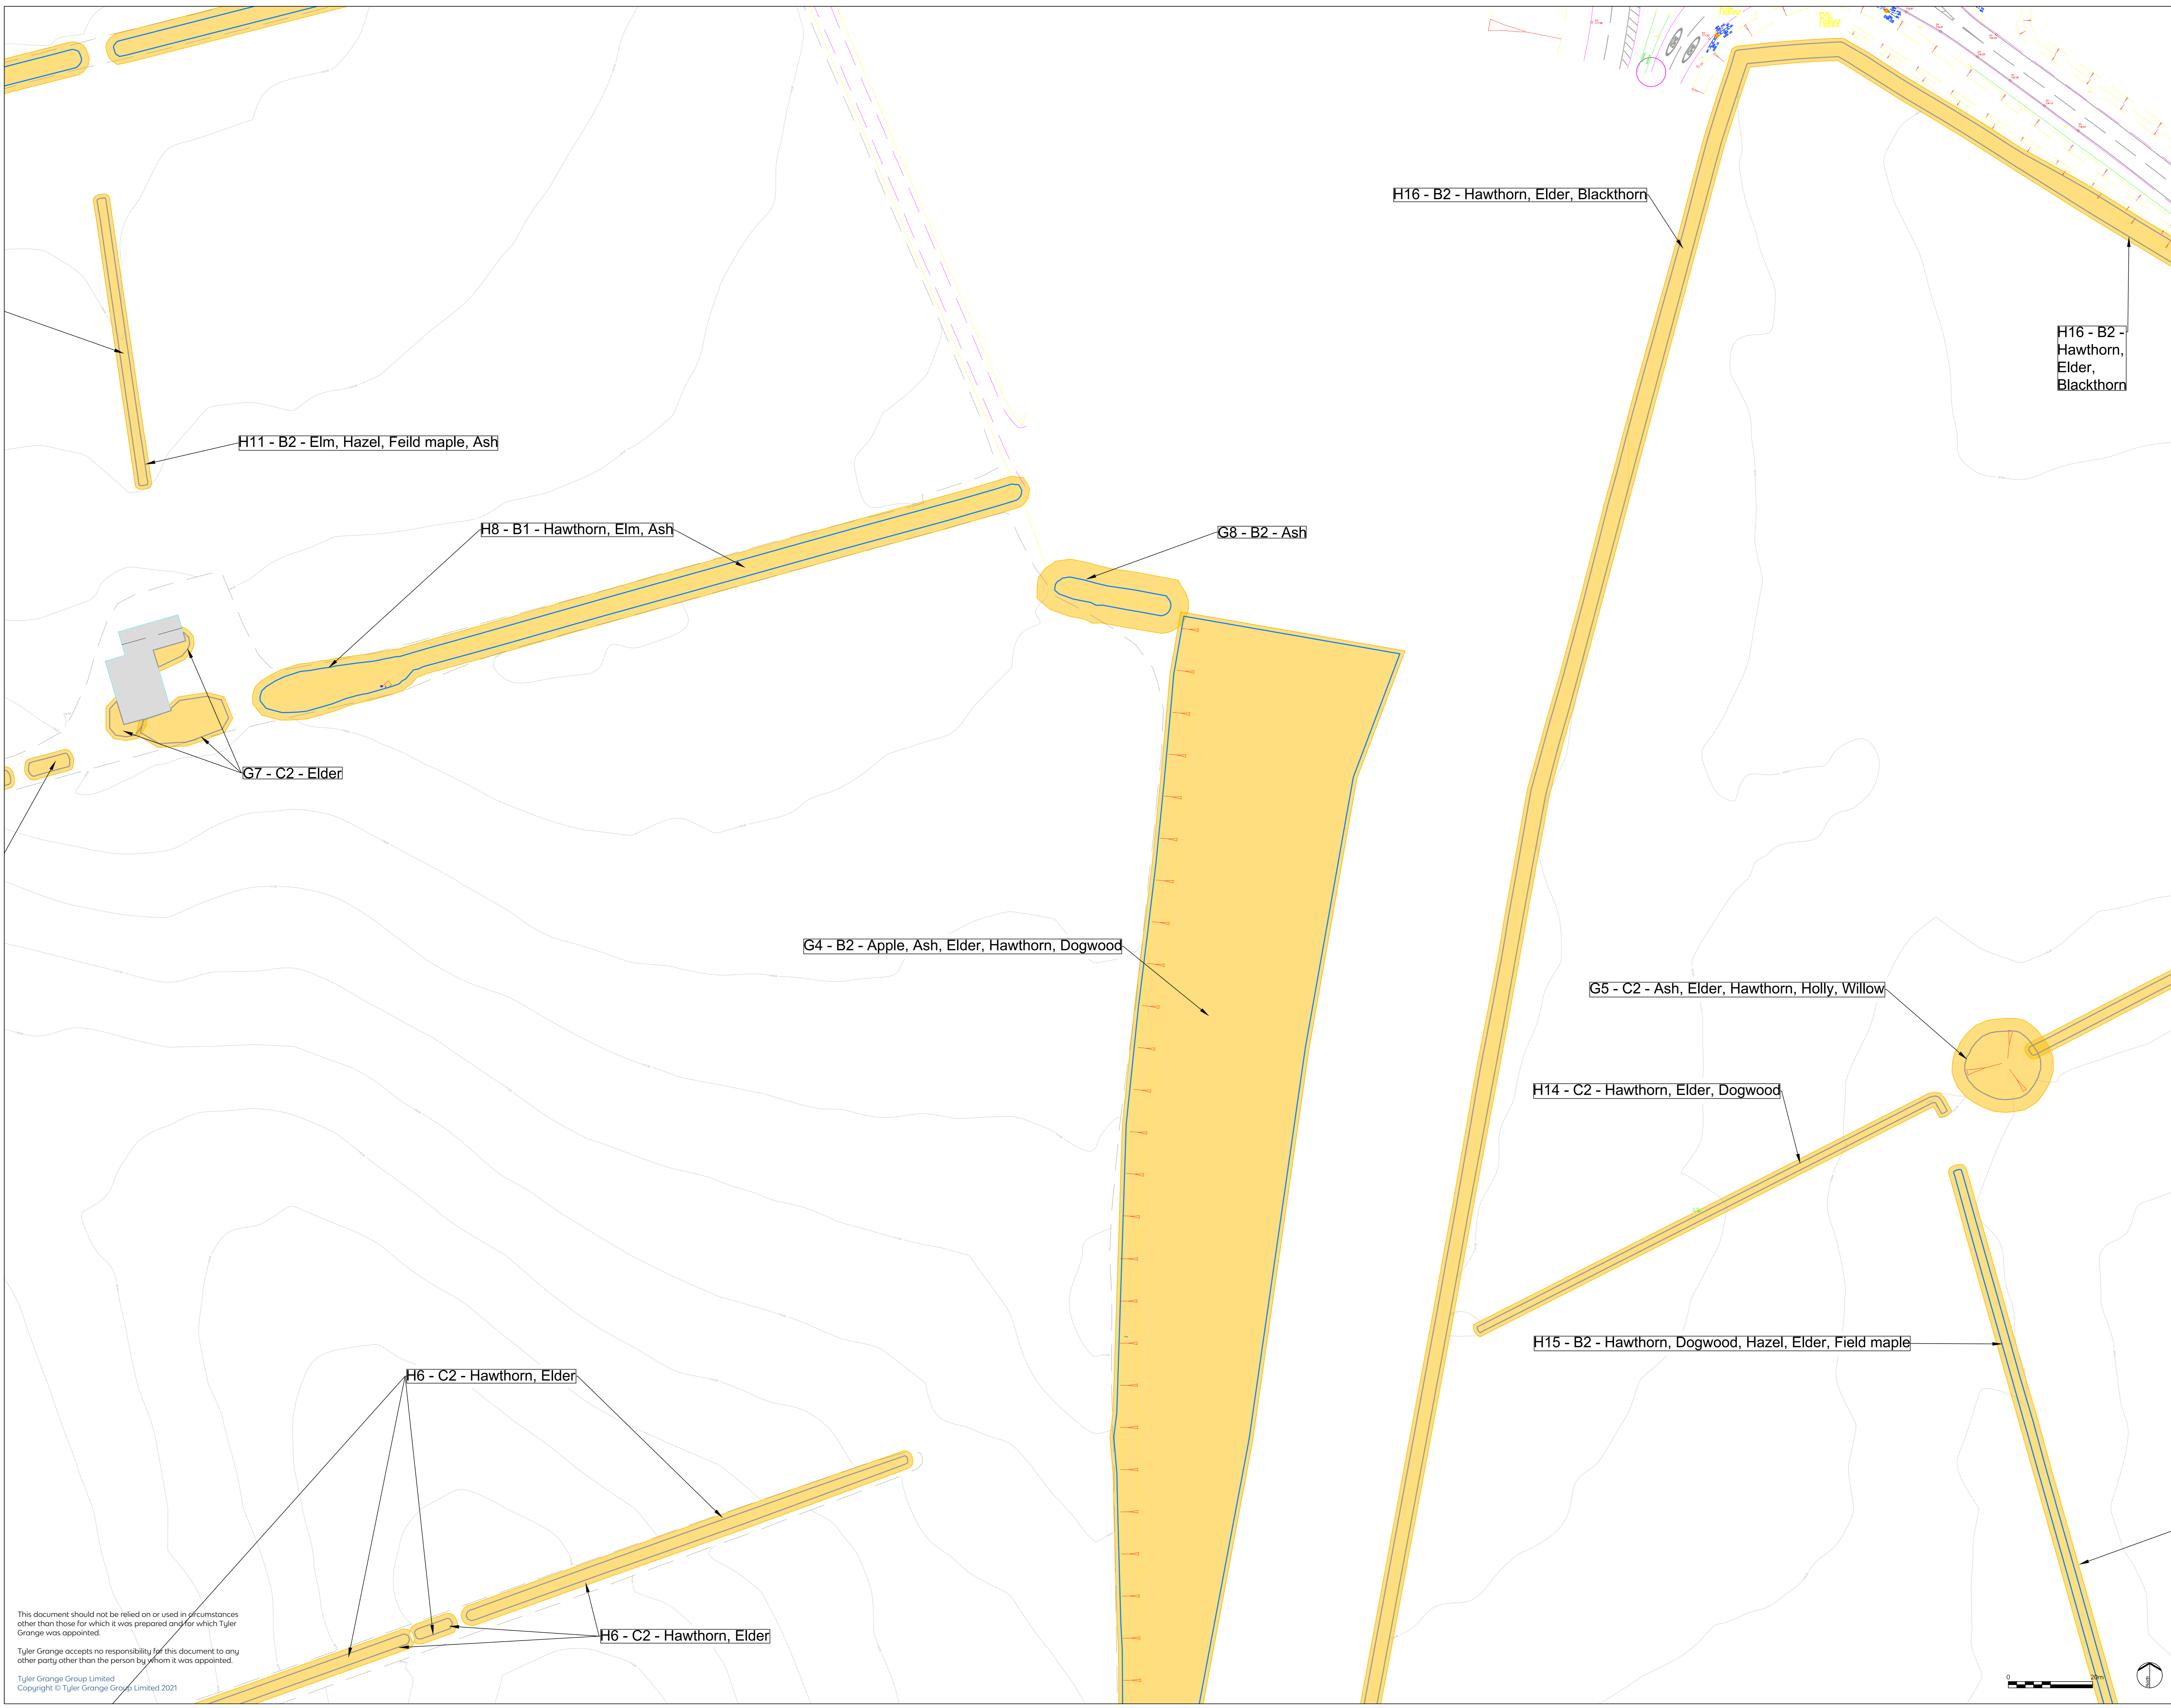 H16 - B2 - Hawthorn, Elder, Blackthorn
H16 - B2 -
Hawthorn,
Elder,
Blackthorn
H11 - B2 - Elm, Hazel, Feild maple, Ash
H8 - B1 - Hawthorn, Elm, Ash
G8 - B2 - Ash
G7 - C2 - Elder
G4 - B2 - Apple, Ash, Elder, Hawthorn, Dogwood
G5 - C2 - Ash, Elder, Hawthorn, Holly, Willow
H14 - C2 - Hawthorn, Elder, Dogwood
H15 - B2 - Hawthorn, Dogwood, Hazel, Elder, Field maple
H6 - C2 - Hawthorn, Elder
H6 - C2 - Hawthorn, Elder
This document should not be relied on or used in circumstances
other than those for which it was prepared and for which Tyler
Grange was appointed.
Tyler Grange accepts no responsibility for this document to any
other party other than the person by whom it was appointed.
Tyler Grange Group Limited
Copyright © Tyler Grange Group Limited 2021
0 20m